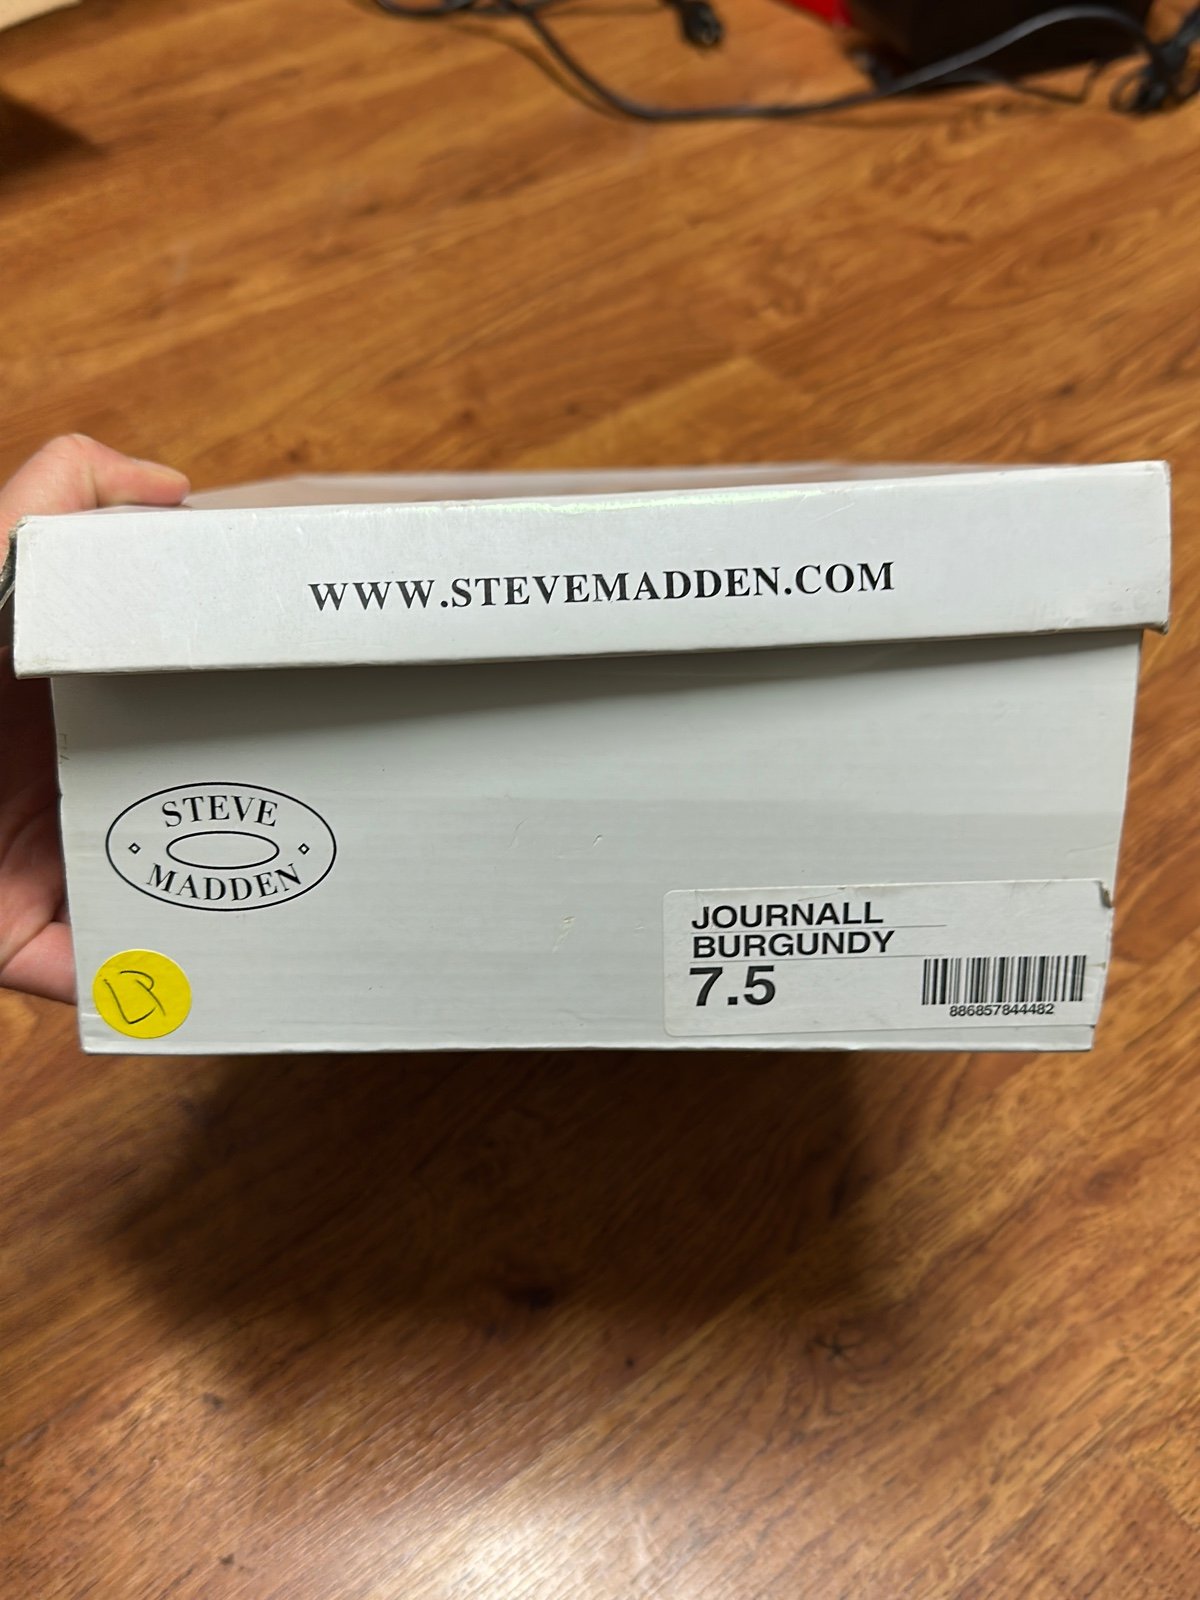 WWW.STEVEMADDEN.COM
STEVE
MADDEN
JOURNALL
BURGUNDY
7.5
886857844482